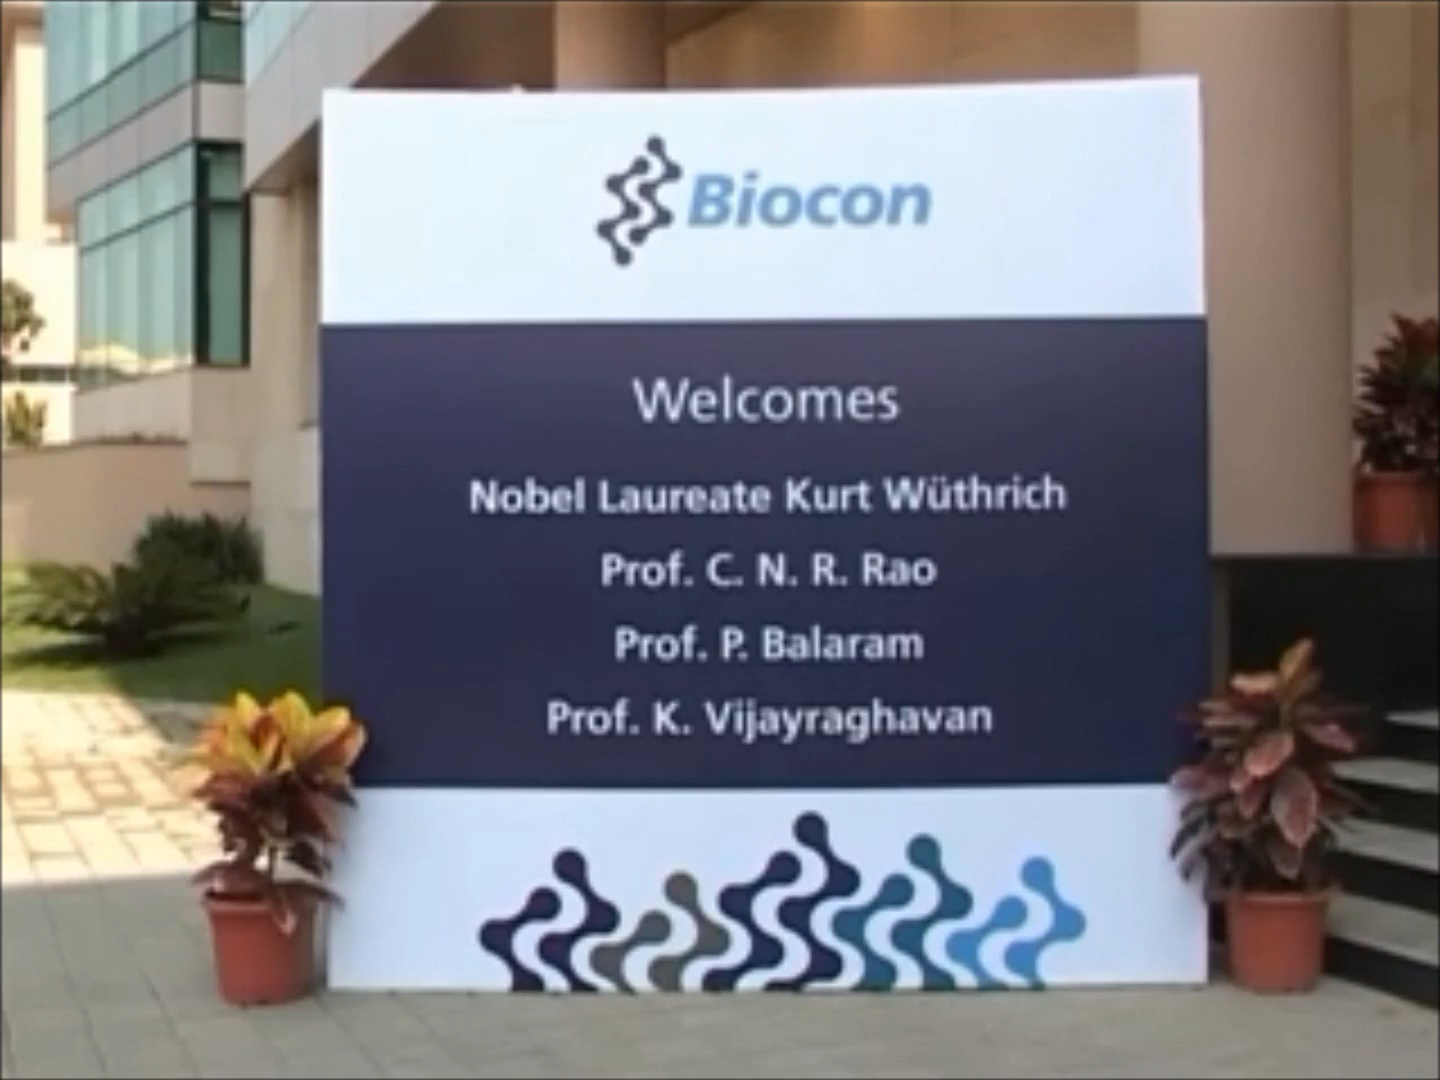 Biocon
Welcomes
Nobel Laureate Kurt Wüthrich
Prof. C. N. R. Rao
Prof. P. Balaram
Prof. K. Vijayraghavan